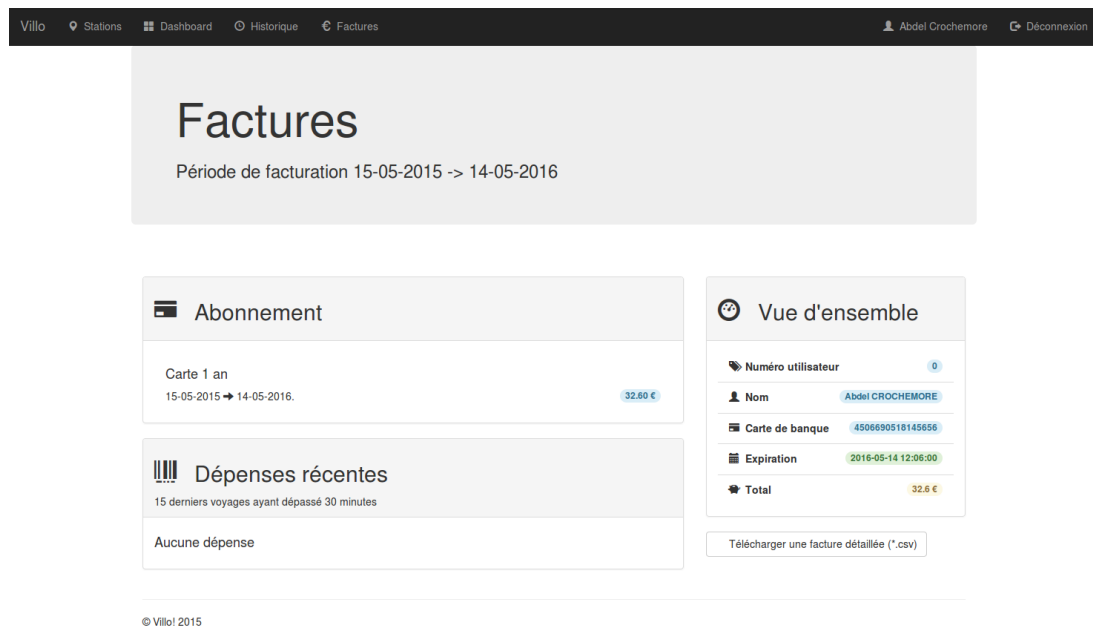 Villo Stations Dashboard Historique Factures Abdel Crochemore Déconnexion
Factures
Période de facturation 15-05-2015 -> 14-05-2016
Abonnement
Carte 1 an
15-05-2015 ➔ 14-05-2016. 32.60 €
Dépenses récentes
15 derniers voyages ayant dépassé 30 minutes
Aucune dépense
Vue d'ensemble
Numéro utilisateur 0
Nom Abdel CROCHEMORE
Carte de banque 4506690518145656
Expiration 2016-05-14 12:06:00
Total 32.6 €
Télécharger une facture détaillée (*.csv)
© Villo! 2015